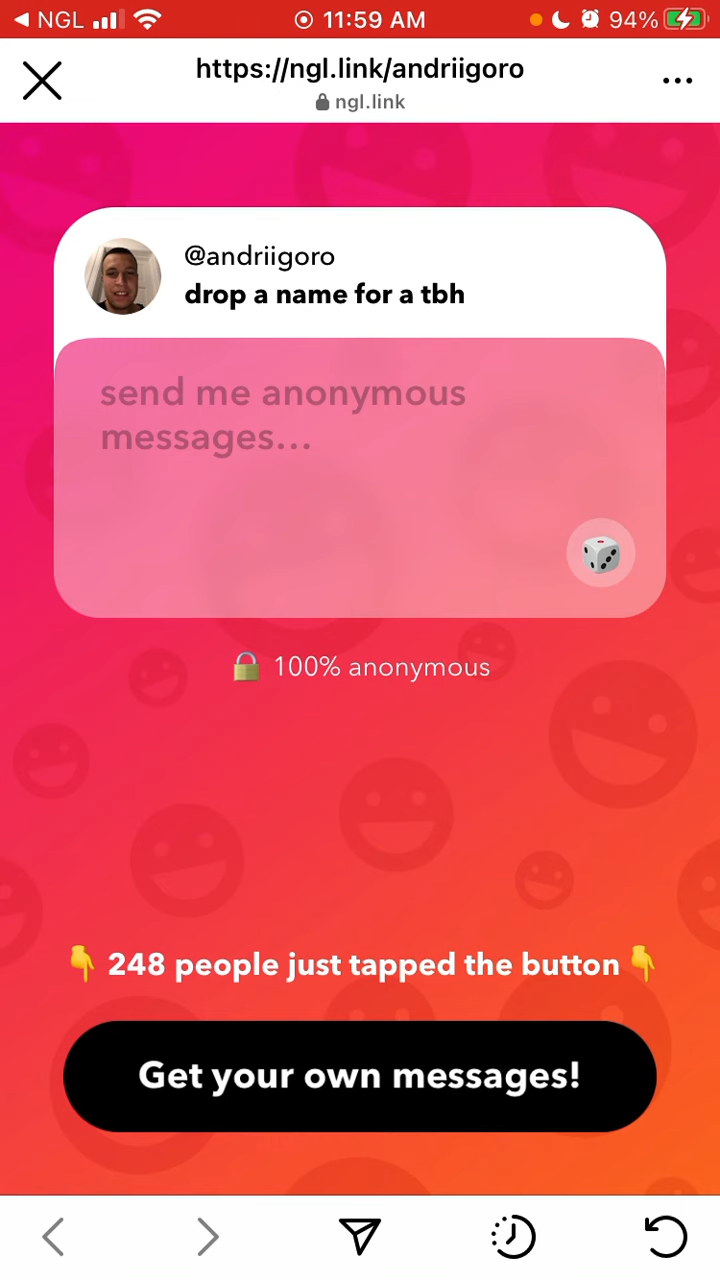 NGL 11:59 AM 94%
https://ngl.link/andriigoro
ngl.link
@andriigoro
drop a name for a tbh
send me anonymous
messages...
100% anonymous
248 people just tapped the button
Get your own messages!